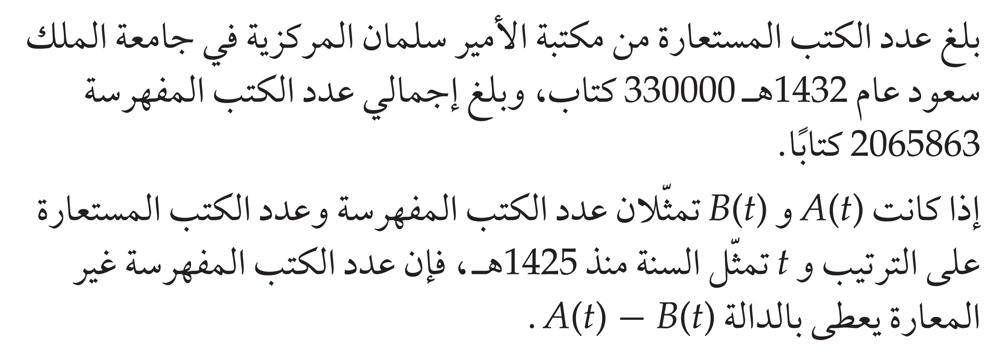 بلغ عدد الكتب المستعارة من مكتبة الأمير سلمان المركزية في جامعة الملك
سعود عام 1432هـ 330000 كتاب، وبلغ إجمالي عدد الكتب المفهرسة
2065863 كتابًا.
إذا كانت A(t) و B(t) تمثّلان عدد الكتب المفهرسة وعدد الكتب المستعارة
على الترتيب و t تمثّل السنة منذ 1425هـ، فإن عدد الكتب المفهرسة غير
المعارة يعطى بالدالة A(t) − B(t) .